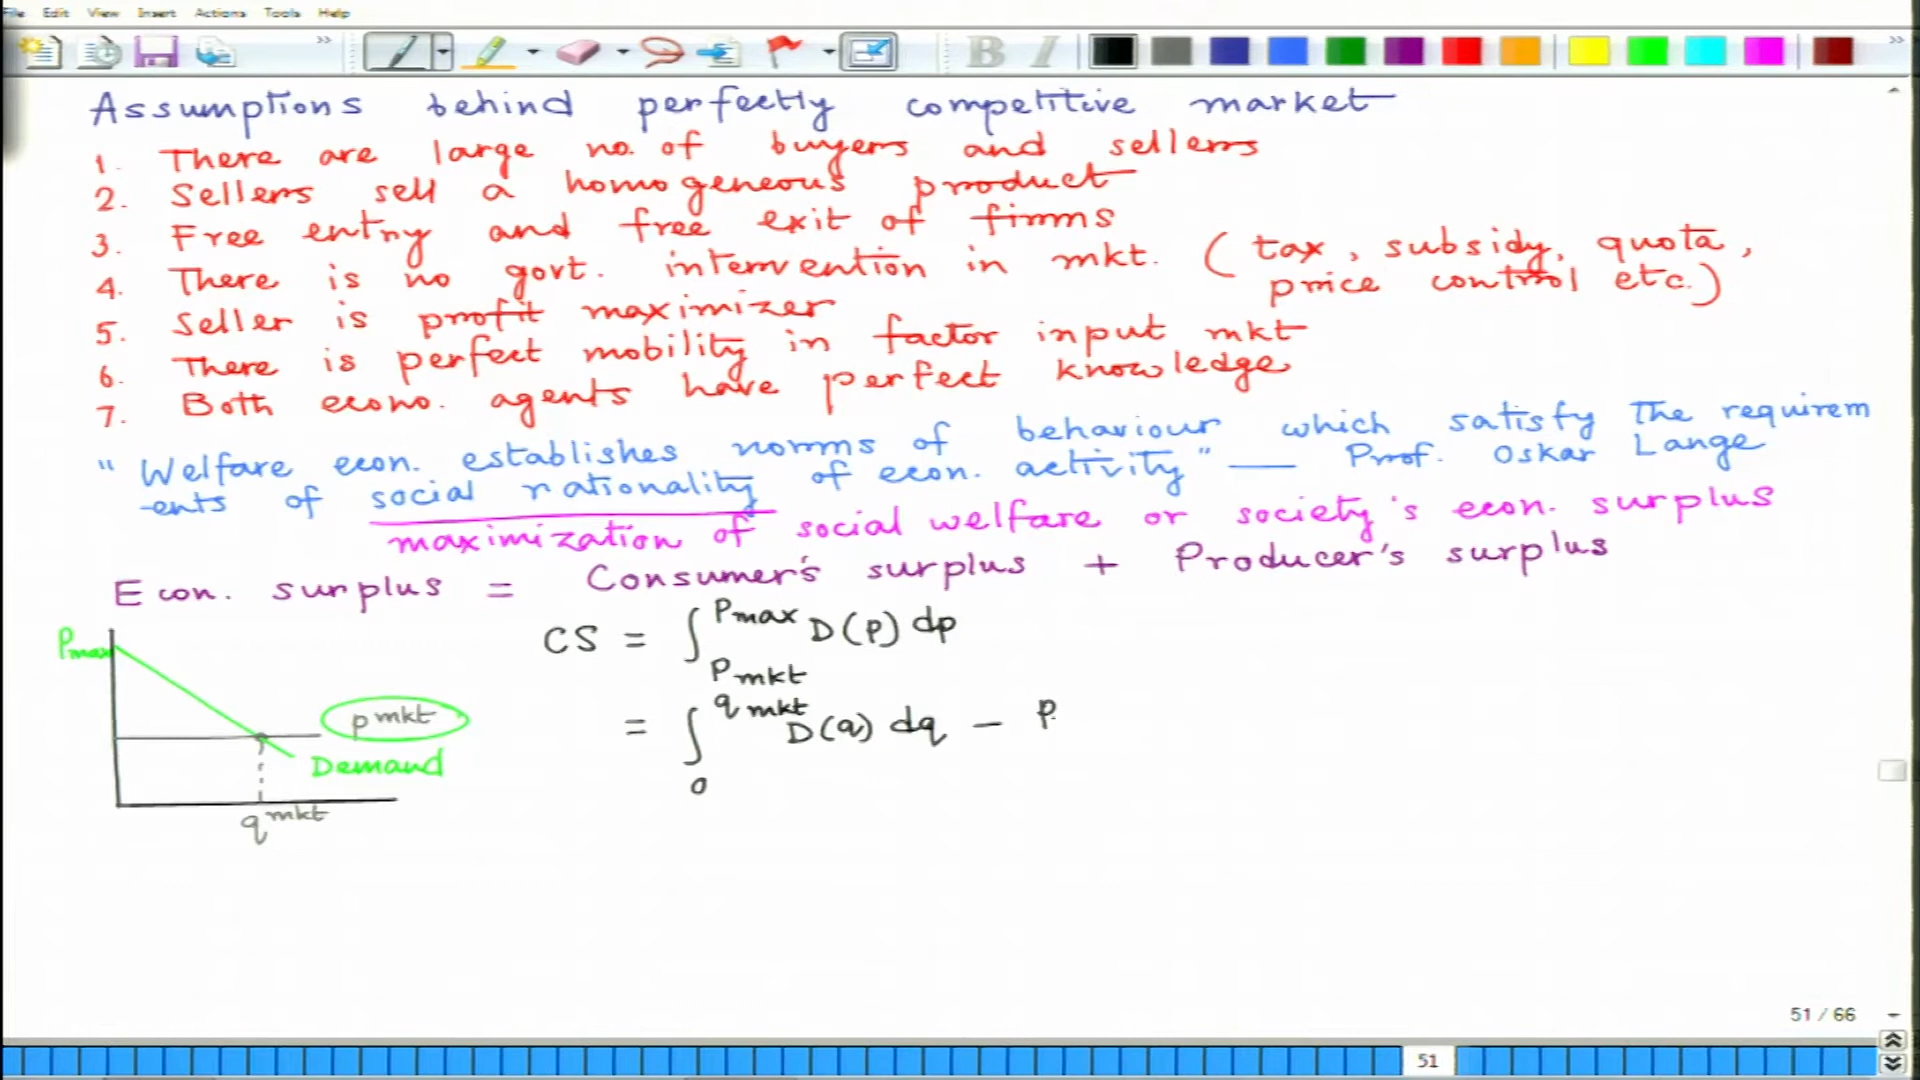 File Edit View Insert Actions Tools Help
B I
Assumptions behind perfectly competitive market
1. There are large no. of buyers and sellers
2. Sellers sell a homogeneous product
3. Free entry and free exit of firms
4. There is no govt. intervention in mkt. (tax, subsidy, quota,
price control etc.)
5. Seller is profit maximizer
6. There is perfect mobility in factor input mkt
7. Both econo. agents have perfect knowledge
"Welfare econ. establishes norms of behaviour which satisfy the requirem
-ents of social rationality of econ. activity" — Prof. Oskar Lange
maximization of social welfare or society's econ. surplus
Econ. surplus = Consumer's surplus + Producer's surplus
CS = ∫ Pmax Pmkt D(p) dp
= ∫ qmkt 0 D(q) dq - P
Pmax
pmkt
Demand
qmkt
51 / 66
51